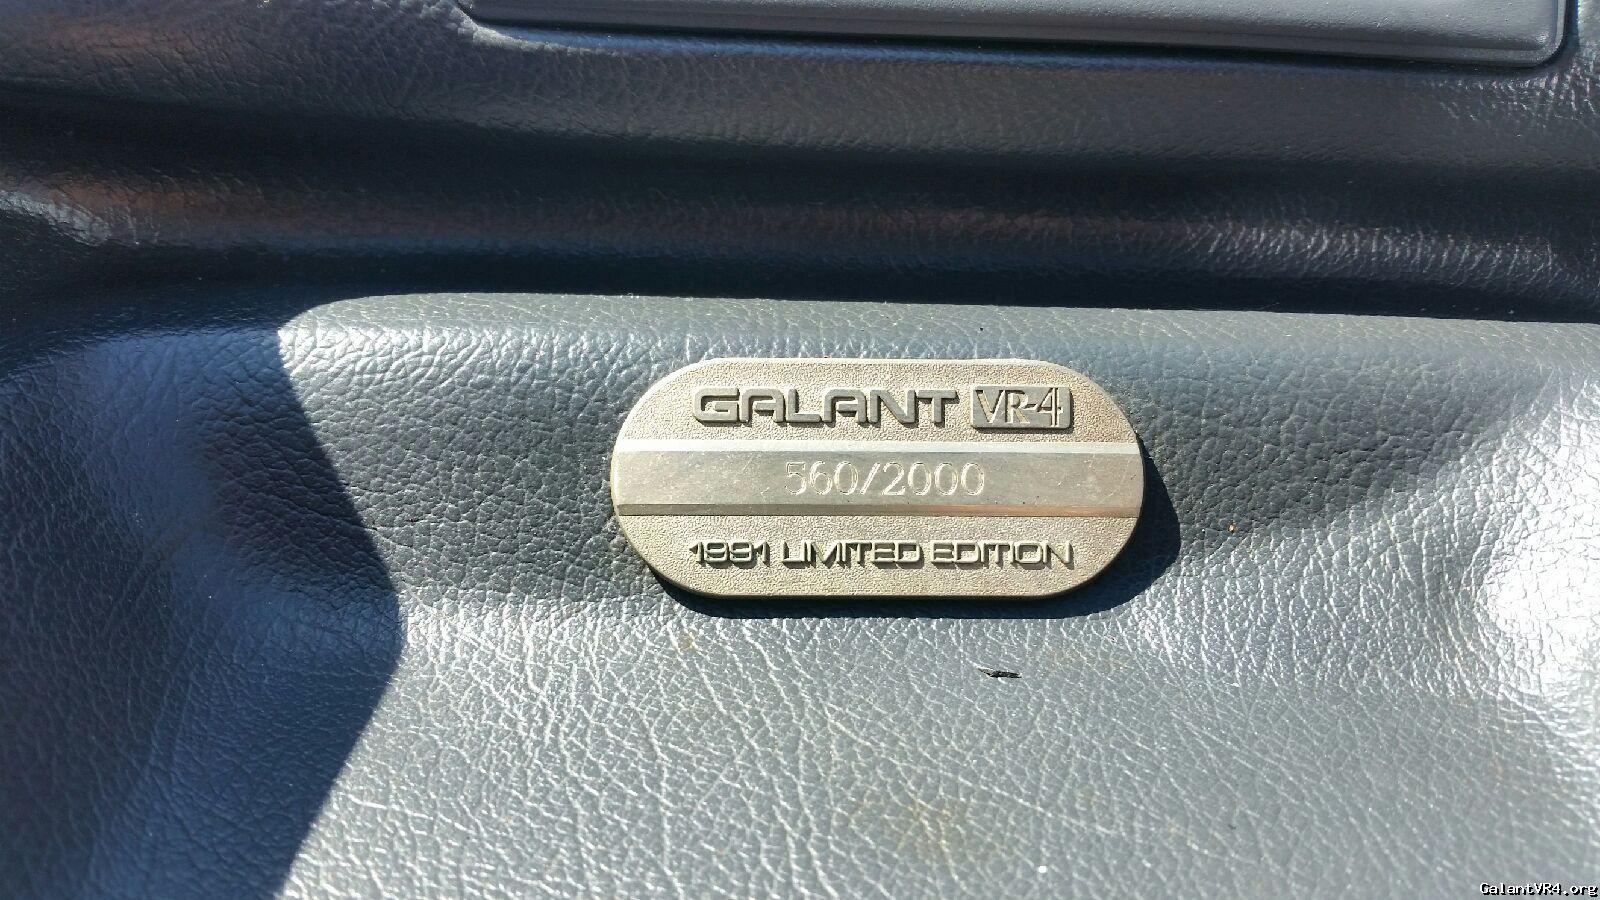 GALANT VR-4
560/2000
1991 LIMITED EDITION
GalantVR4.org